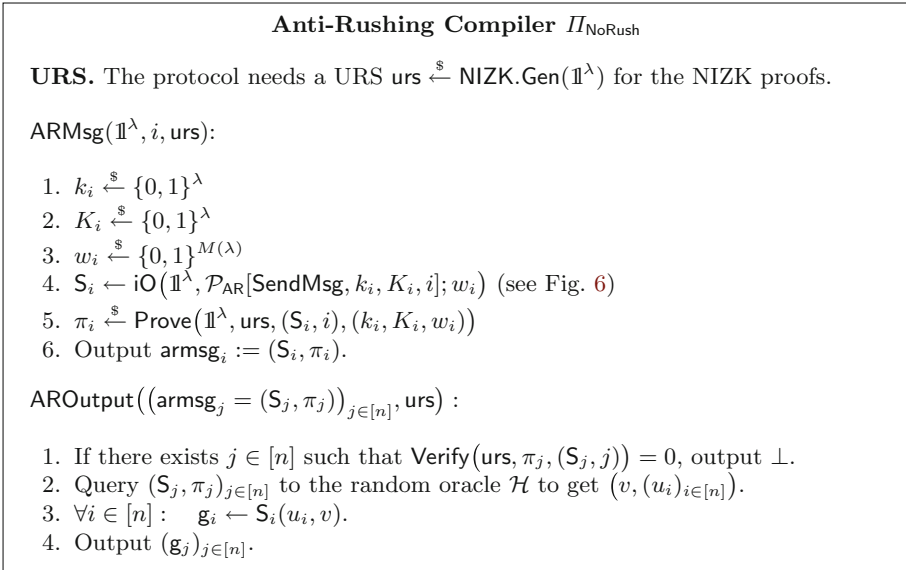 Anti-Rushing Compiler Π_NoRush
URS. The protocol needs a URS urs ←$ NIZK.Gen(𝟙^λ) for the NIZK proofs.
ARMsg(𝟙^λ, i, urs):
1. k_i ←$ {0, 1}^λ
2. K_i ←$ {0, 1}^λ
3. w_i ←$ {0, 1}^{M(λ)}
4. S_i ← iO(𝟙^λ, 𝒫_AR[SendMsg, k_i, K_i, i]; w_i) (see Fig. 6)
5. π_i ←$ Prove(𝟙^λ, urs, (S_i, i), (k_i, K_i, w_i))
6. Output armsg_i := (S_i, π_i).
AROutput((armsg_j = (S_j, π_j))_{j∈[n]}, urs) :
1. If there exists j ∈ [n] such that Verify(urs, π_j, (S_j, j)) = 0, output ⊥.
2. Query (S_j, π_j)_{j∈[n]} to the random oracle ℋ to get (v, (u_i)_{i∈[n]}).
3. ∀i ∈ [n] : g_i ← S_i(u_i, v).
4. Output (g_j)_{j∈[n]}.